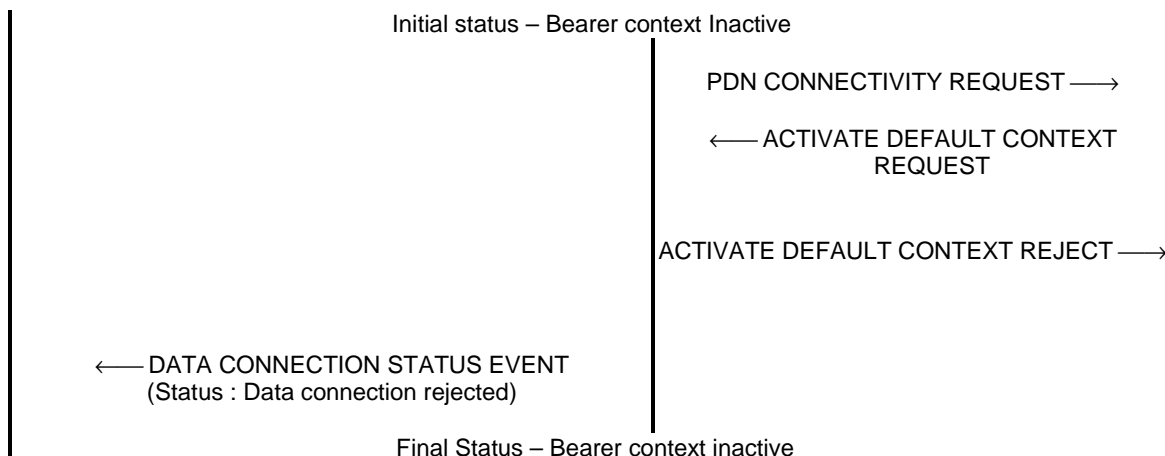 Initial status – Bearer context Inactive
PDN CONNECTIVITY REQUEST ⟶
⟵ ACTIVATE DEFAULT CONTEXT
REQUEST
ACTIVATE DEFAULT CONTEXT REJECT ⟶
⟵ DATA CONNECTION STATUS EVENT
(Status : Data connection rejected)
Final Status – Bearer context inactive